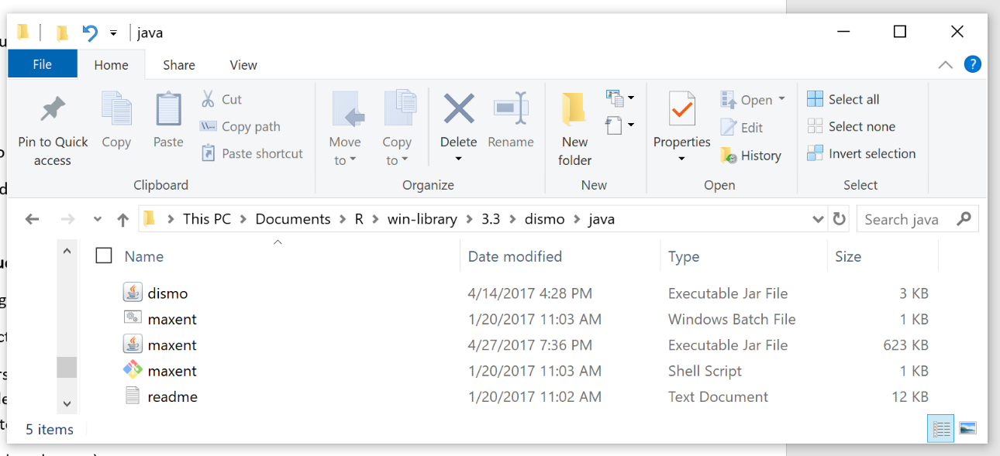 java
File Home Share View
Pin to Quick access
Copy
Paste
Cut
Copy path
Paste shortcut
Clipboard
Move to
Copy to
Delete
Rename
Organize
New folder
New
Properties
Open
Edit
History
Open
Select all
Select none
Invert selection
Select
This PC > Documents > R > win-library > 3.3 > dismo > java
Search java
Name Date modified Type Size
dismo 4/14/2017 4:28 PM Executable Jar File 3 KB
maxent 1/20/2017 11:03 AM Windows Batch File 1 KB
maxent 4/27/2017 7:36 PM Executable Jar File 623 KB
maxent 1/20/2017 11:03 AM Shell Script 1 KB
readme 1/20/2017 11:02 AM Text Document 12 KB
5 items